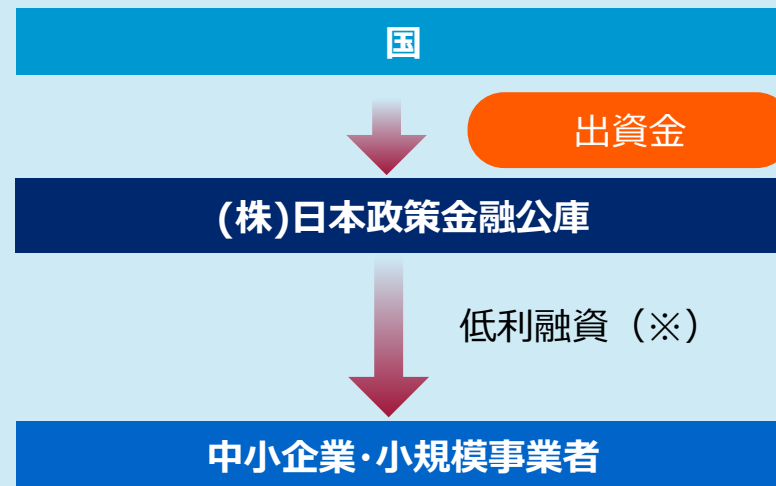 国
出資金
(株)日本政策金融公庫
低利融資（※）
中小企業･小規模事業者